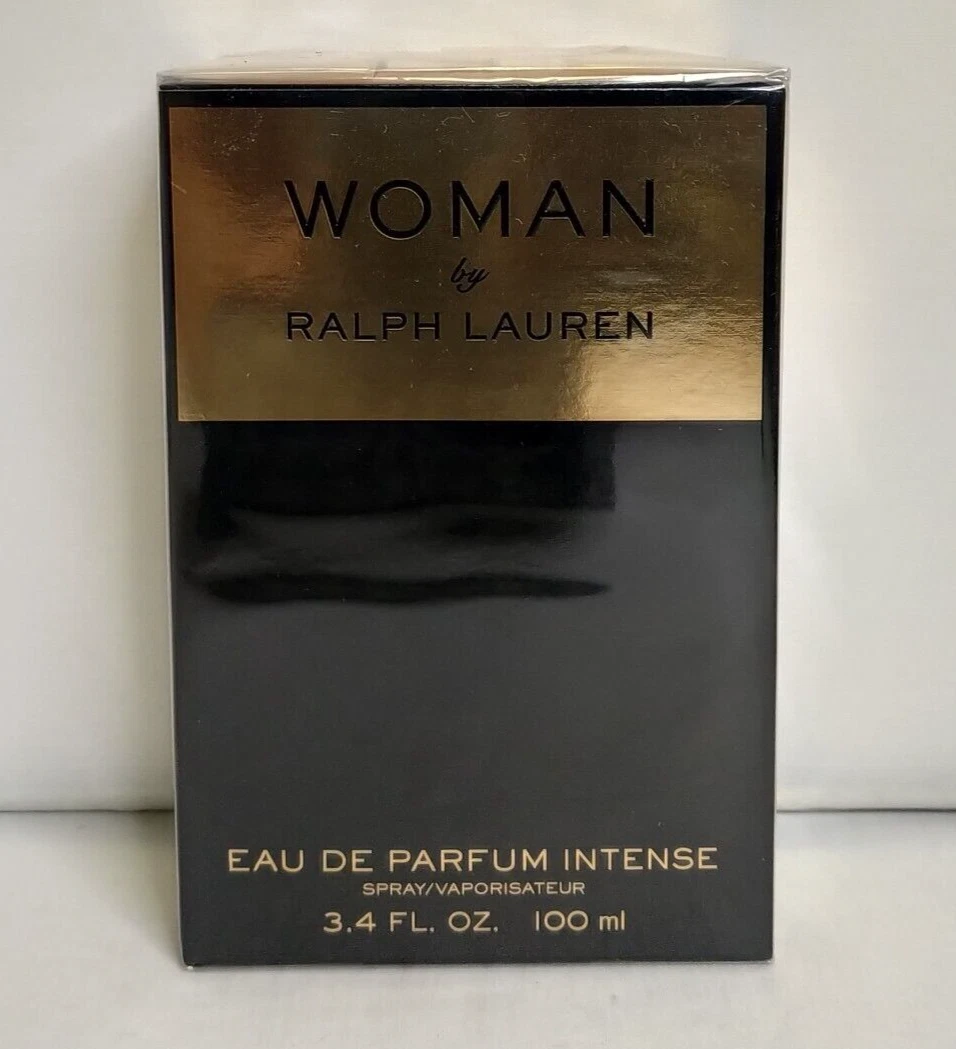 WOMAN
by
RALPH LAUREN
EAU DE PARFUM INTENSE
SPRAY/VAPORISATEUR
3.4 FL. OZ. 100 ml